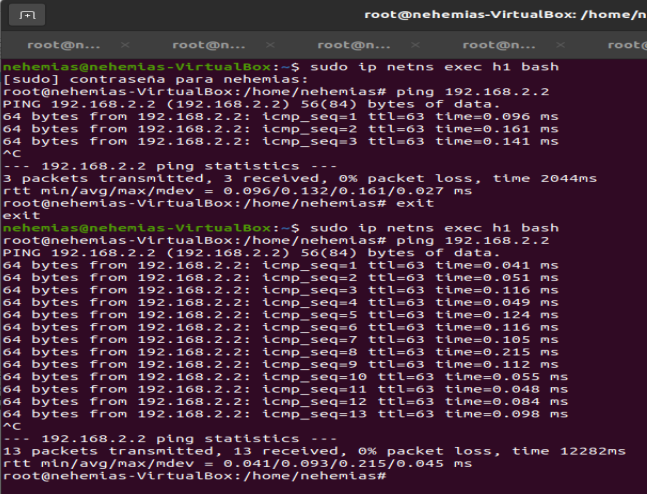 root@nehemias-VirtualBox: /home/n
root@n... × root@n... × root@n... × root@n... × root@
nehemias@nehemias-VirtualBox:~$ sudo ip netns exec h1 bash
[sudo] contraseña para nehemias:
root@nehemias-VirtualBox:/home/nehemias# ping 192.168.2.2
PING 192.168.2.2 (192.168.2.2) 56(84) bytes of data.
64 bytes from 192.168.2.2: icmp_seq=1 ttl=63 time=0.096 ms
64 bytes from 192.168.2.2: icmp_seq=2 ttl=63 time=0.161 ms
64 bytes from 192.168.2.2: icmp_seq=3 ttl=63 time=0.141 ms
^C
--- 192.168.2.2 ping statistics ---
3 packets transmitted, 3 received, 0% packet loss, time 2044ms
rtt min/avg/max/mdev = 0.096/0.132/0.161/0.027 ms
root@nehemias-VirtualBox:/home/nehemias# exit
exit
nehemias@nehemias-VirtualBox:~$ sudo ip netns exec h1 bash
root@nehemias-VirtualBox:/home/nehemias# ping 192.168.2.2
PING 192.168.2.2 (192.168.2.2) 56(84) bytes of data.
64 bytes from 192.168.2.2: icmp_seq=1 ttl=63 time=0.041 ms
64 bytes from 192.168.2.2: icmp_seq=2 ttl=63 time=0.051 ms
64 bytes from 192.168.2.2: icmp_seq=3 ttl=63 time=0.116 ms
64 bytes from 192.168.2.2: icmp_seq=4 ttl=63 time=0.049 ms
64 bytes from 192.168.2.2: icmp_seq=5 ttl=63 time=0.124 ms
64 bytes from 192.168.2.2: icmp_seq=6 ttl=63 time=0.116 ms
64 bytes from 192.168.2.2: icmp_seq=7 ttl=63 time=0.105 ms
64 bytes from 192.168.2.2: icmp_seq=8 ttl=63 time=0.215 ms
64 bytes from 192.168.2.2: icmp_seq=9 ttl=63 time=0.112 ms
64 bytes from 192.168.2.2: icmp_seq=10 ttl=63 time=0.055 ms
64 bytes from 192.168.2.2: icmp_seq=11 ttl=63 time=0.048 ms
64 bytes from 192.168.2.2: icmp_seq=12 ttl=63 time=0.084 ms
64 bytes from 192.168.2.2: icmp_seq=13 ttl=63 time=0.098 ms
^C
--- 192.168.2.2 ping statistics ---
13 packets transmitted, 13 received, 0% packet loss, time 12282ms
rtt min/avg/max/mdev = 0.041/0.093/0.215/0.045 ms
root@nehemias-VirtualBox:/home/nehemias#